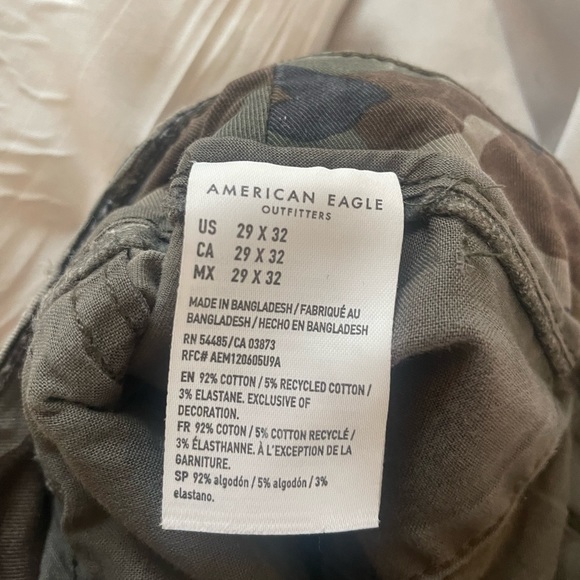 AMERICAN EAGLE
OUTFITTERS
US 29 X 32
CA 29 X 32
MX 29 X 32
MADE IN BANGLADESH / FABRIQUÉ AU
BANGLADESH / HECHO EN BANGLADESH
RN 54485/CA 03873
RFC# AEM120605U9A
EN 92% COTTON / 5% RECYCLED COTTON /
3% ELASTANE. EXCLUSIVE OF
DECORATION.
FR 92% COTON / 5% COTTON RECYCLÉ /
3% ÉLASTHANNE. À L'EXCEPTION DE LA
GARNITURE.
SP 92% algodón / 5% algodón / 3%
elastano.